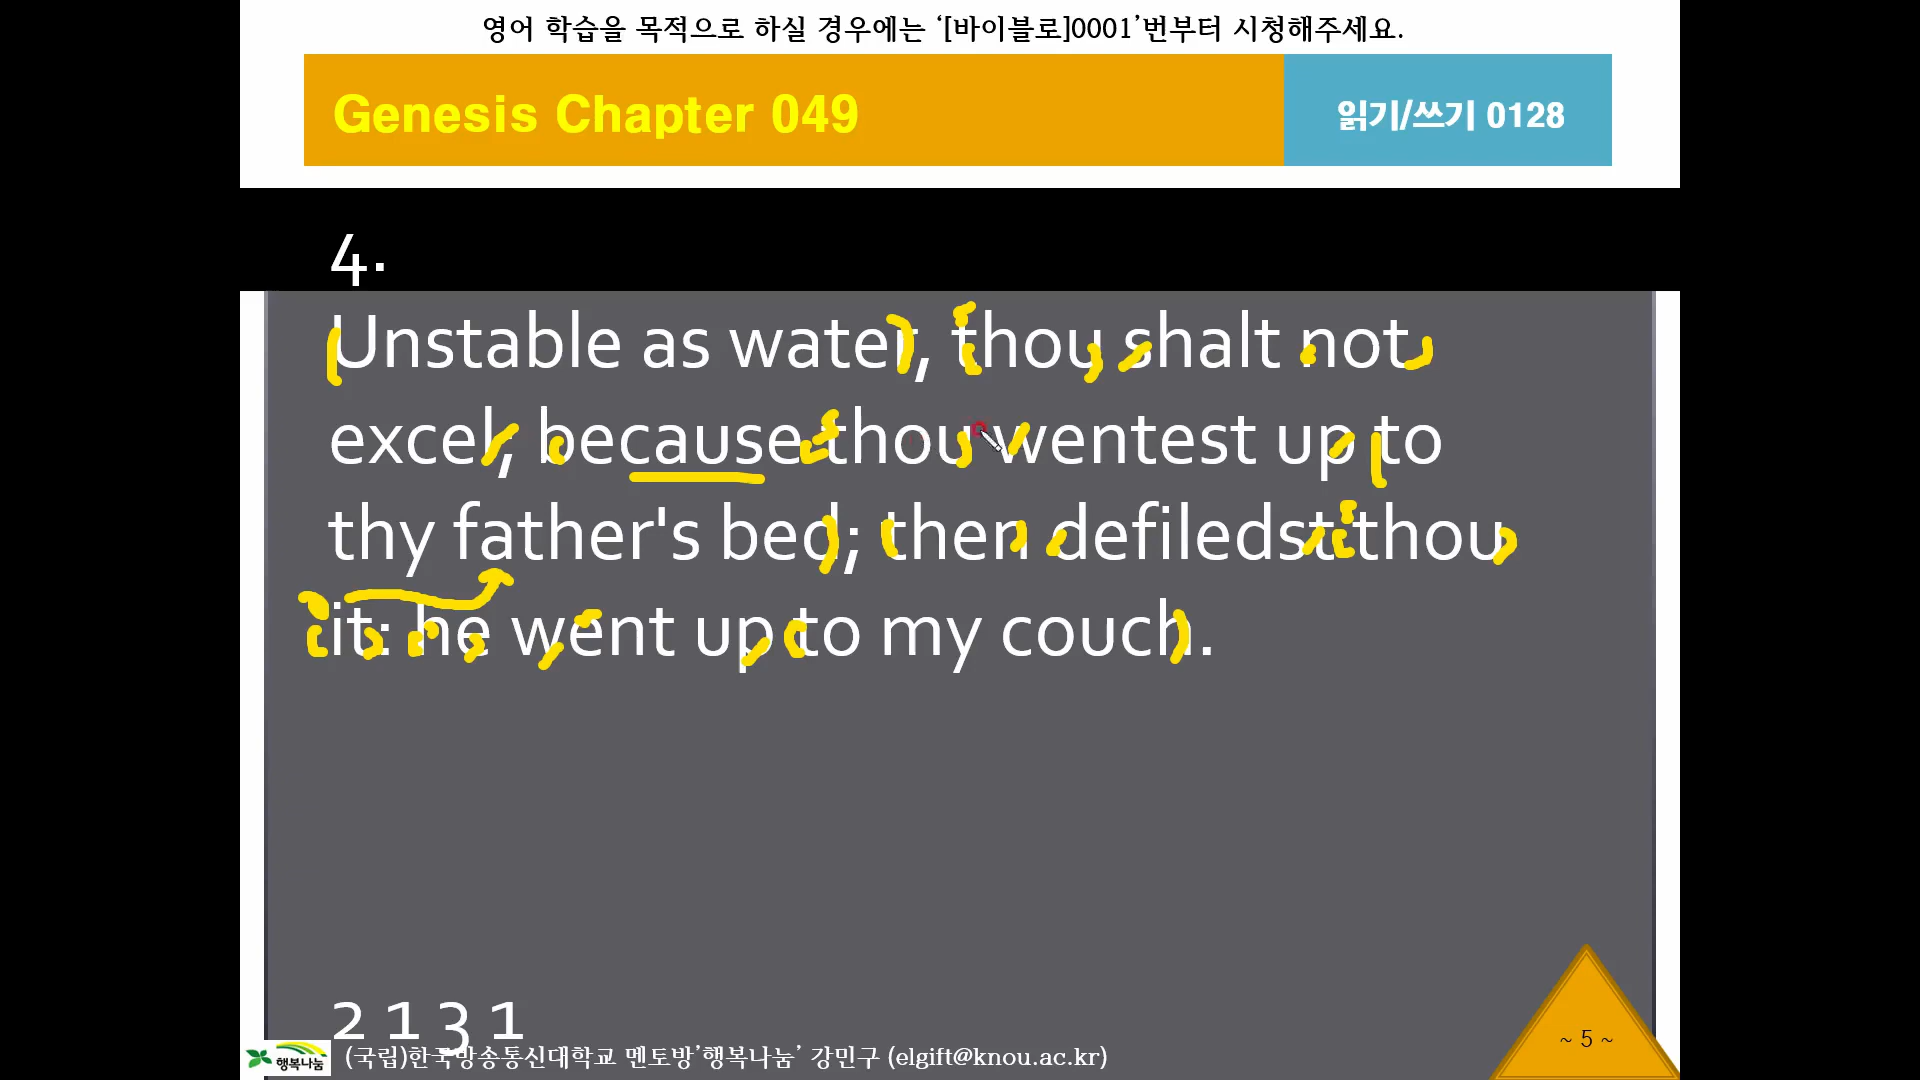 영어 학습을 목적으로 하실 경우에는 ‘[바이블로]0001’번부터 시청해주세요.
Genesis Chapter 049
읽기/쓰기 0128
4.
Unstable as water, thou shalt not
excel; because thou wentest up to
thy father's bed; then defiledst thou
it: he went up to my couch.
2 1 3 1
행복나눔
(국립)한국방송통신대학교 멘토방’행복나눔’ 강민구 (elgift@knou.ac.kr)
~ 5 ~